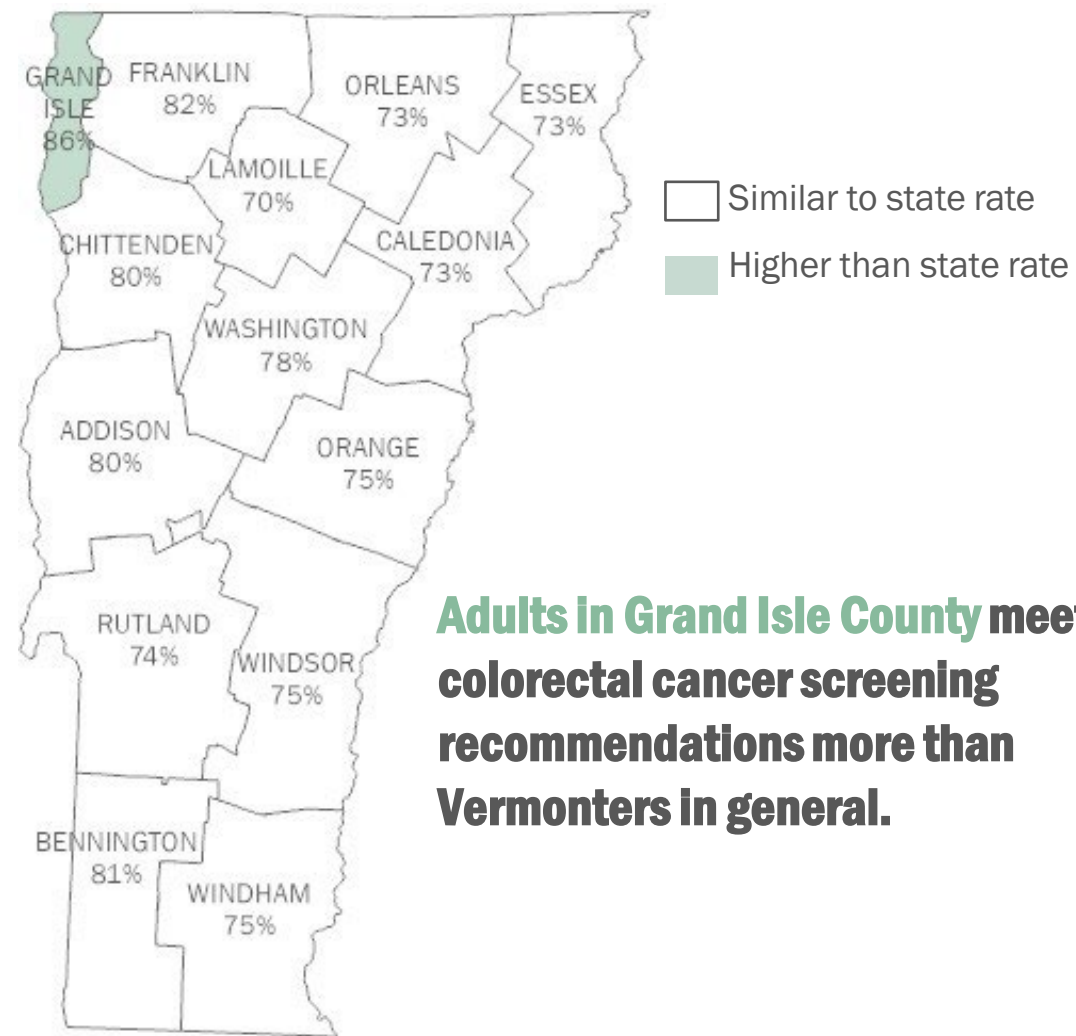 GRAND
ISLE
86%
FRANKLIN
82%
ORLEANS
73%
ESSEX
73%
LAMOILLE
70%
CHITTENDEN
80%
CALEDONIA
73%
WASHINGTON
78%
ADDISON
80%
ORANGE
75%
RUTLAND
74%
WINDSOR
75%
BENNINGTON
81%
WINDHAM
75%
Similar to state rate
Higher than state rate
Adults in Grand Isle County meet
colorectal cancer screening
recommendations more than
Vermonters in general.